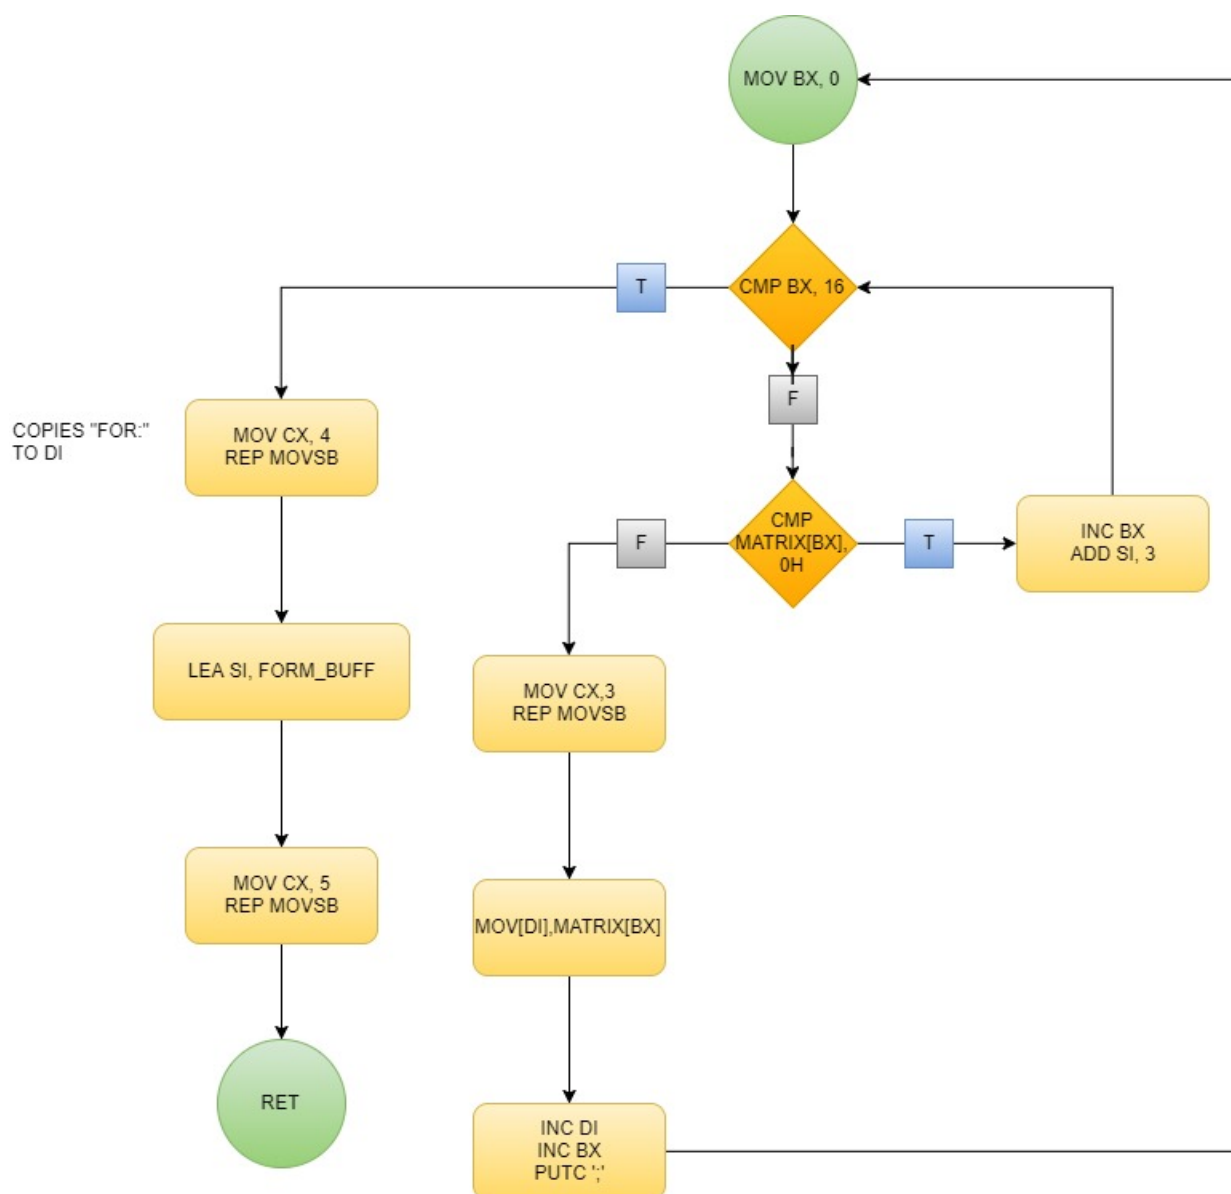 MOV BX, 0
CMP BX, 16
T
F
COPIES "FOR:"
TO DI
MOV CX, 4
REP MOVSB
CMP
MATRIX[BX],
0H
F
T
INC BX
ADD SI, 3
LEA SI, FORM_BUFF
MOV CX,3
REP MOVSB
MOV CX, 5
REP MOVSB
MOV[DI],MATRIX[BX]
RET
INC DI
INC BX
PUTC ';'